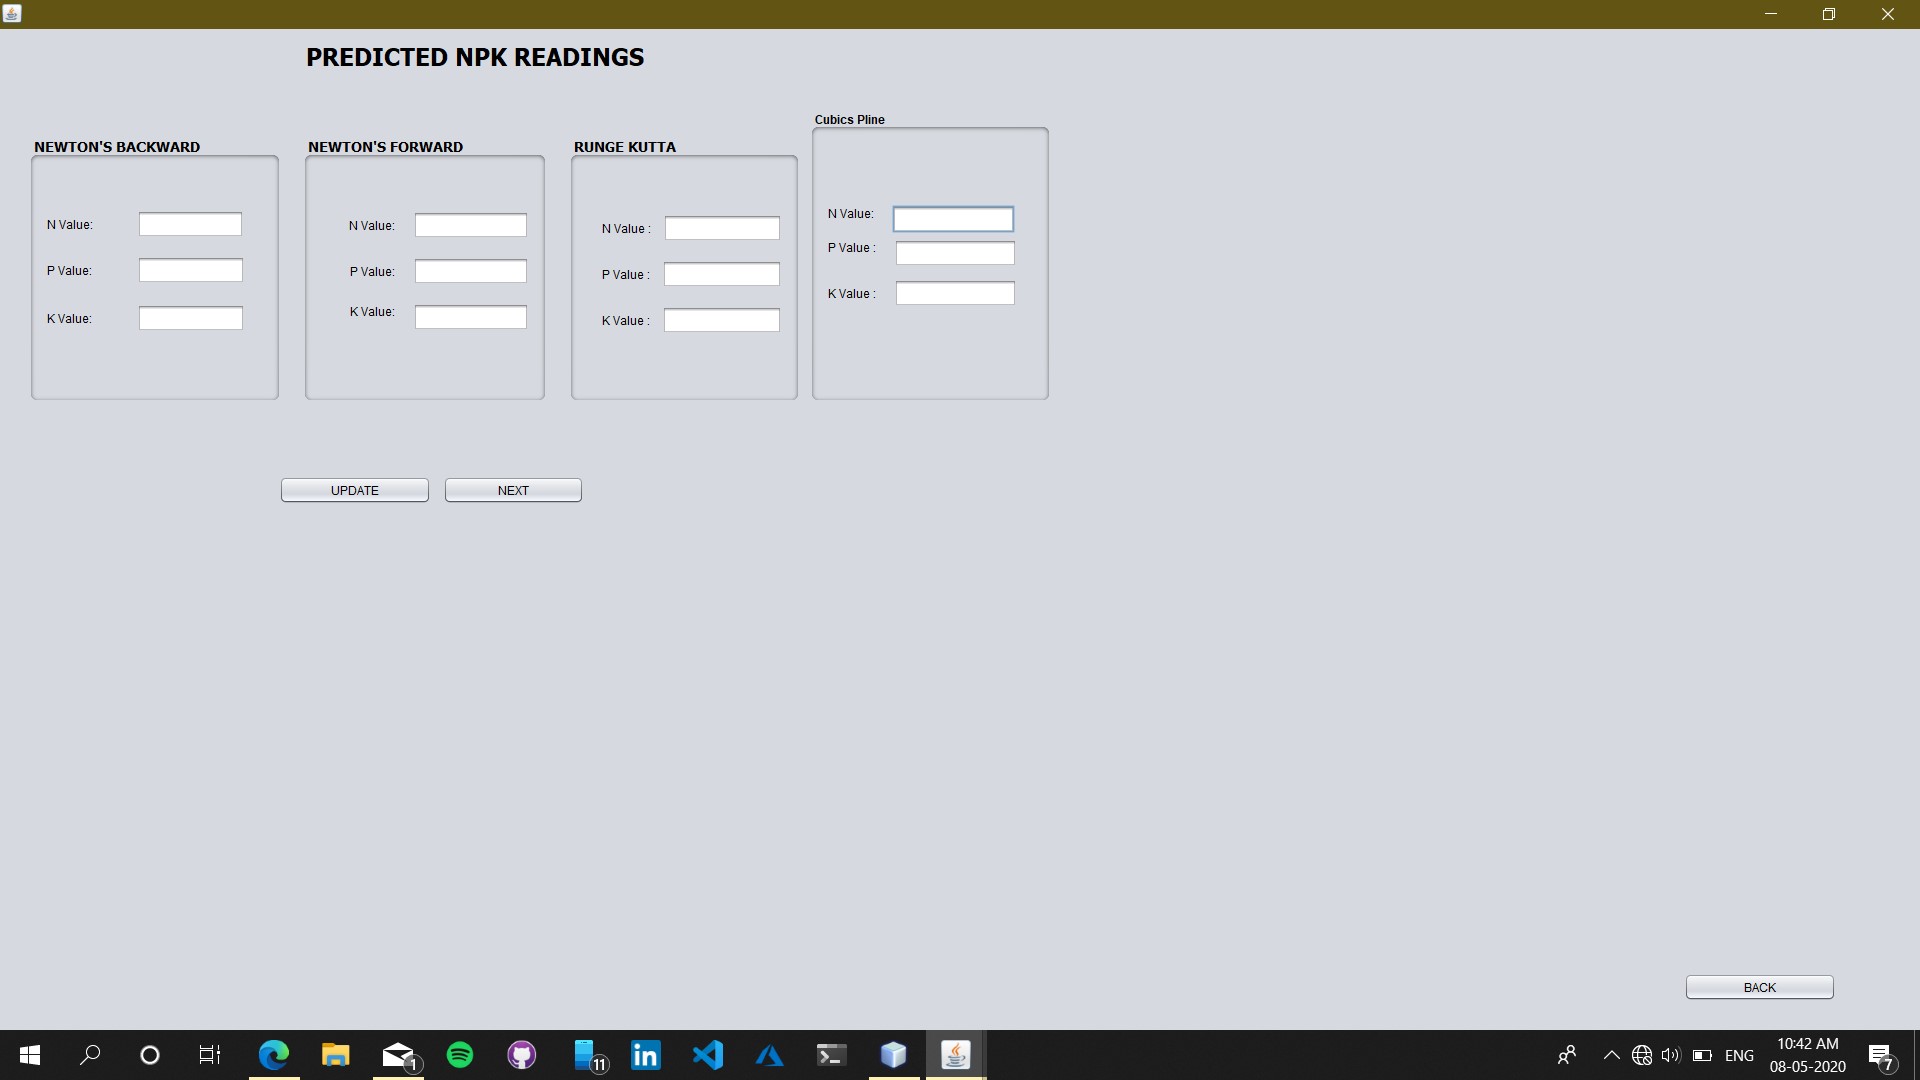 PREDICTED NPK READINGS
NEWTON'S BACKWARD
N Value:
P Value:
K Value:
NEWTON'S FORWARD
N Value:
P Value:
K Value:
RUNGE KUTTA
N Value :
P Value :
K Value :
Cubics Pline
N Value:
P Value :
K Value :
UPDATE
NEXT
BACK
1
11
in
ENG
10:42 AM
08-05-2020
7